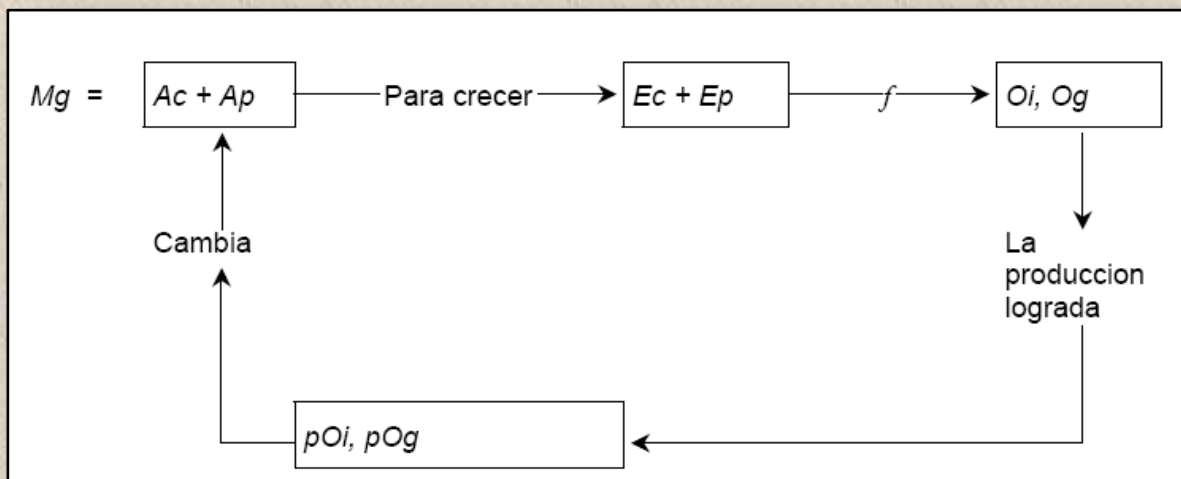 Mg =
Ac + Ap
Para crecer
Ec + Ep
f
Oi, Og
Cambia
La
produccion
lograda
pOi, pOg